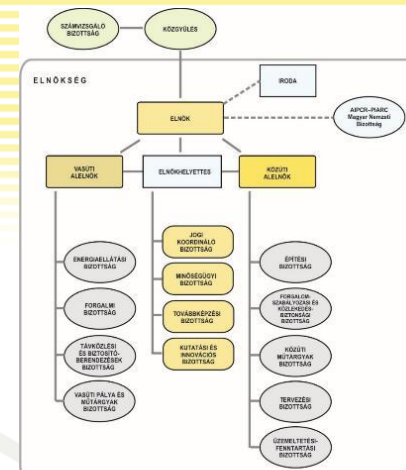 SZÁMVIZSGÁLÓ
BIZOTTSÁG
KÖZGYŰLÉS
ELNÖKSÉG
IRODA
ELNÖK
AIPCR–PIARC
Magyar Nemzeti
Bizottság
VASÚTI
ALELNÖK
ELNÖKHELYETTES
KÖZÚTI
ALELNÖK
JOGI
KOORDINÁLÓ
BIZOTTSÁG
ENERGIAELLÁTÁSI
BIZOTTSÁG
ÉPÍTÉSI
BIZOTTSÁG
MINŐSÉGÜGYI
BIZOTTSÁG
FORGALMI
BIZOTTSÁG
TOVÁBBKÉPZÉSI
BIZOTTSÁG
FORGALOM-
SZABÁLYOZÁSI ÉS
KÖZLEKEDÉS-
BIZTONSÁGI
BIZOTTSÁG
TÁVKÖZLÉSI
ÉS BIZTOSÍTÓ-
BERENDEZÉSEK
BIZOTTSÁG
KUTATÁSI ÉS
INNOVÁCIÓS
BIZOTTSÁG
KÖZÚTI
MŰTÁRGYAK
BIZOTTSÁG
VASÚTI PÁLYA ÉS
MŰTÁRGYAK
BIZOTTSÁG
TERVEZÉSI
BIZOTTSÁG
ÜZEMELTETÉSI-
FENNTARTÁSI
BIZOTTSÁG